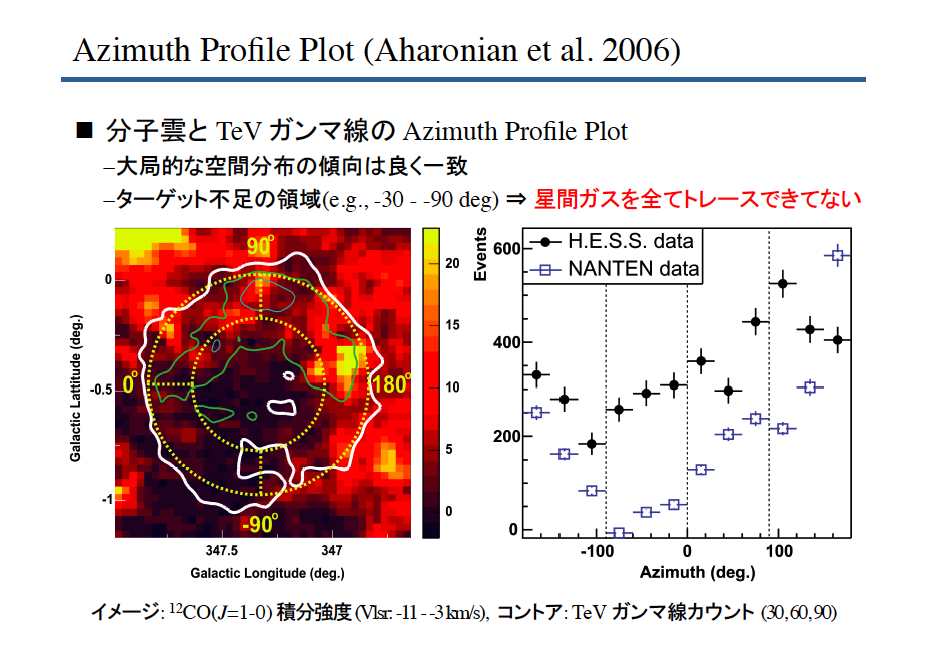 Azimuth Profile Plot (Aharonian et al. 2006)
■ 分子雲と TeV ガンマ線の Azimuth Profile Plot
–大局的な空間分布の傾向は良く一致
–ターゲット不足の領域(e.g., -30 - -90 deg) ⇒ 星間ガスを全てトレースできてない
90°
0°
180°
-90°
0
-0.5
-1
Galactic Latitude (deg.)
347.5
347
Galactic Longitude (deg.)
20
15
10
5
0
Events
H.E.S.S. data
NANTEN data
600
400
200
0
-100
0
100
Azimuth (deg.)
イメージ: ¹²CO(J=1-0) 積分強度 (Vlsr: -11 - -3 km/s), コントア: TeV ガンマ線カウント (30,60,90)